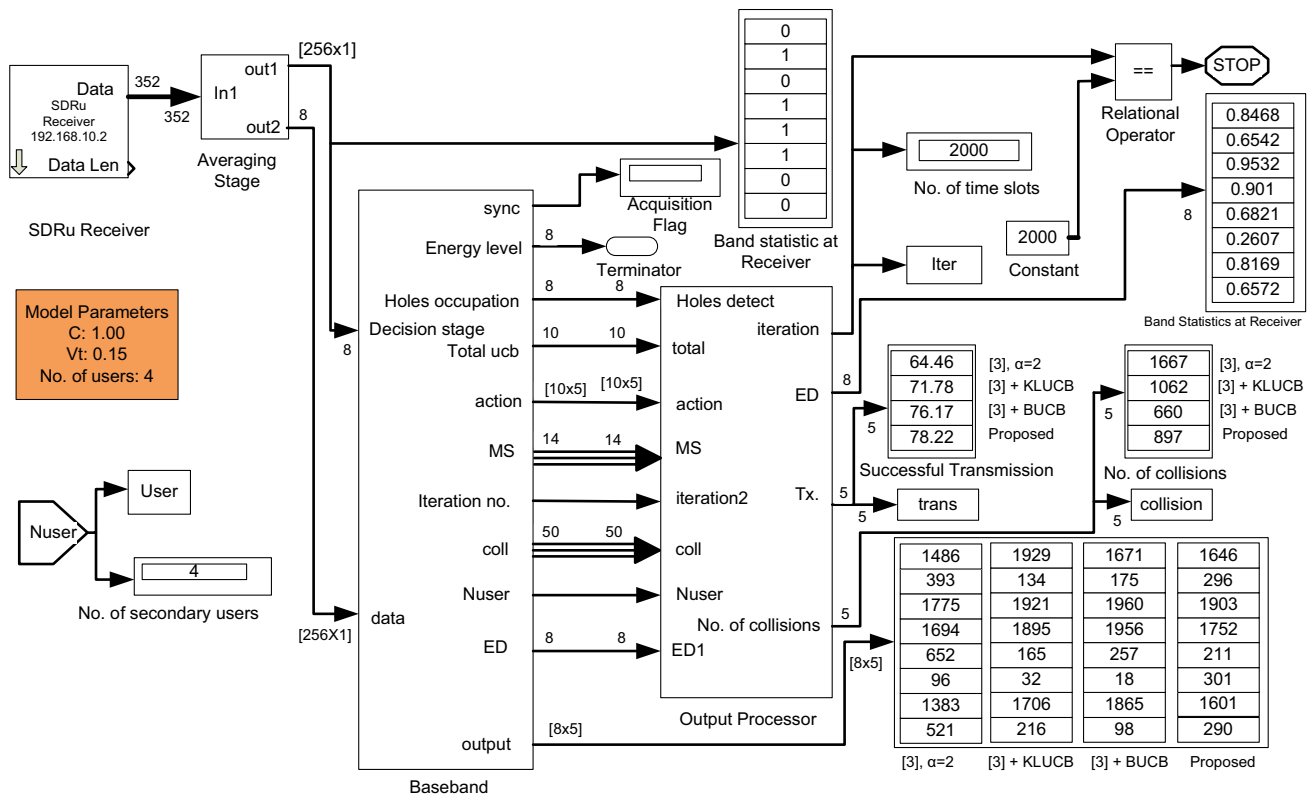 Data
SDRu
Receiver
192.168.10.2
Data Len
SDRu Receiver
352
352
In1
out1
out2
Averaging
Stage
[256x1]
8
0
1
0
1
1
1
0
0
Band statistic at
Receiver
==
Relational
Operator
STOP
2000
No. of time slots
2000
Constant
Iter
0.8468
0.6542
0.9532
0.901
0.6821
0.2607
0.8169
0.6572
8
Band Statistics at Receiver
Acquisition
Flag
Terminator
Model Parameters
C: 1.00
Vt: 0.15
No. of users: 4
User
Nuser
4
No. of secondary users
8
Decision stage
[256X1]
data
sync
Energy level
Holes occupation
Total ucb
action
MS
Iteration no.
coll
Nuser
ED
output
Baseband
8
8 8
10 10
[10x5] [10x5]
14 14
50 50
8 8
[8x5]
Holes detect
total
action
MS
iteration2
coll
Nuser
ED1
iteration
ED
Tx.
No. of collisions
Output Processor
8
5
5
5
5
64.46 [3], α=2
71.78 [3] + KLUCB
76.17 [3] + BUCB
78.22 Proposed
Successful Transmission
trans
5
1667 [3], α=2
1062 [3] + KLUCB
660 [3] + BUCB
897 Proposed
No. of collisions
5
collision
[8x5]
1486 1929 1671 1646
393 134 175 296
1775 1921 1960 1903
1694 1895 1956 1752
652 165 257 211
96 32 18 301
1383 1706 1865 1601
521 216 98 290
[3], α=2 [3] + KLUCB [3] + BUCB Proposed